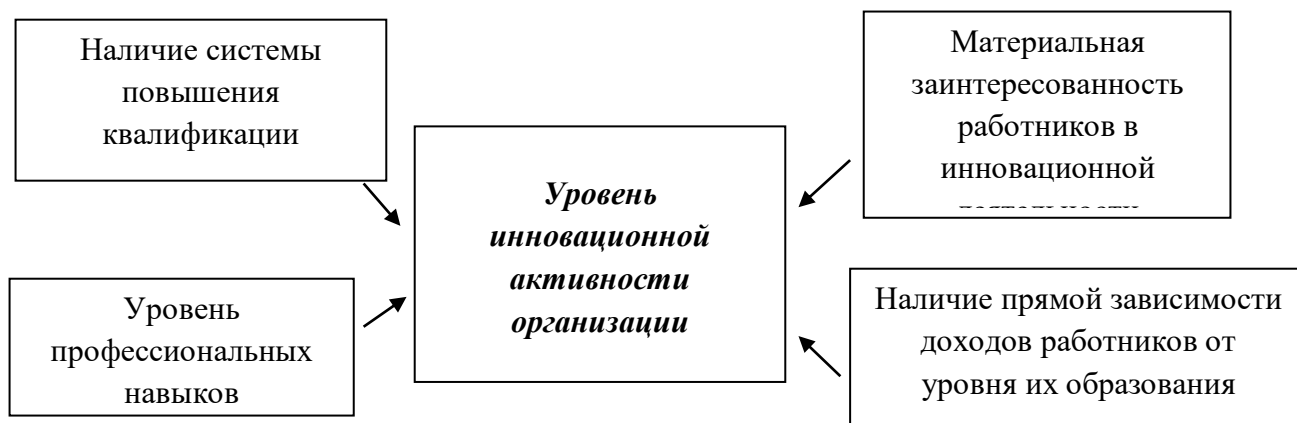 Наличие системы
повышения
квалификации
Уровень
профессиональных
навыков
Уровень
инновационной
активности
организации
Материальная
заинтересованность
работников в
инновационной
Наличие прямой зависимости
доходов работников от
уровня их образования